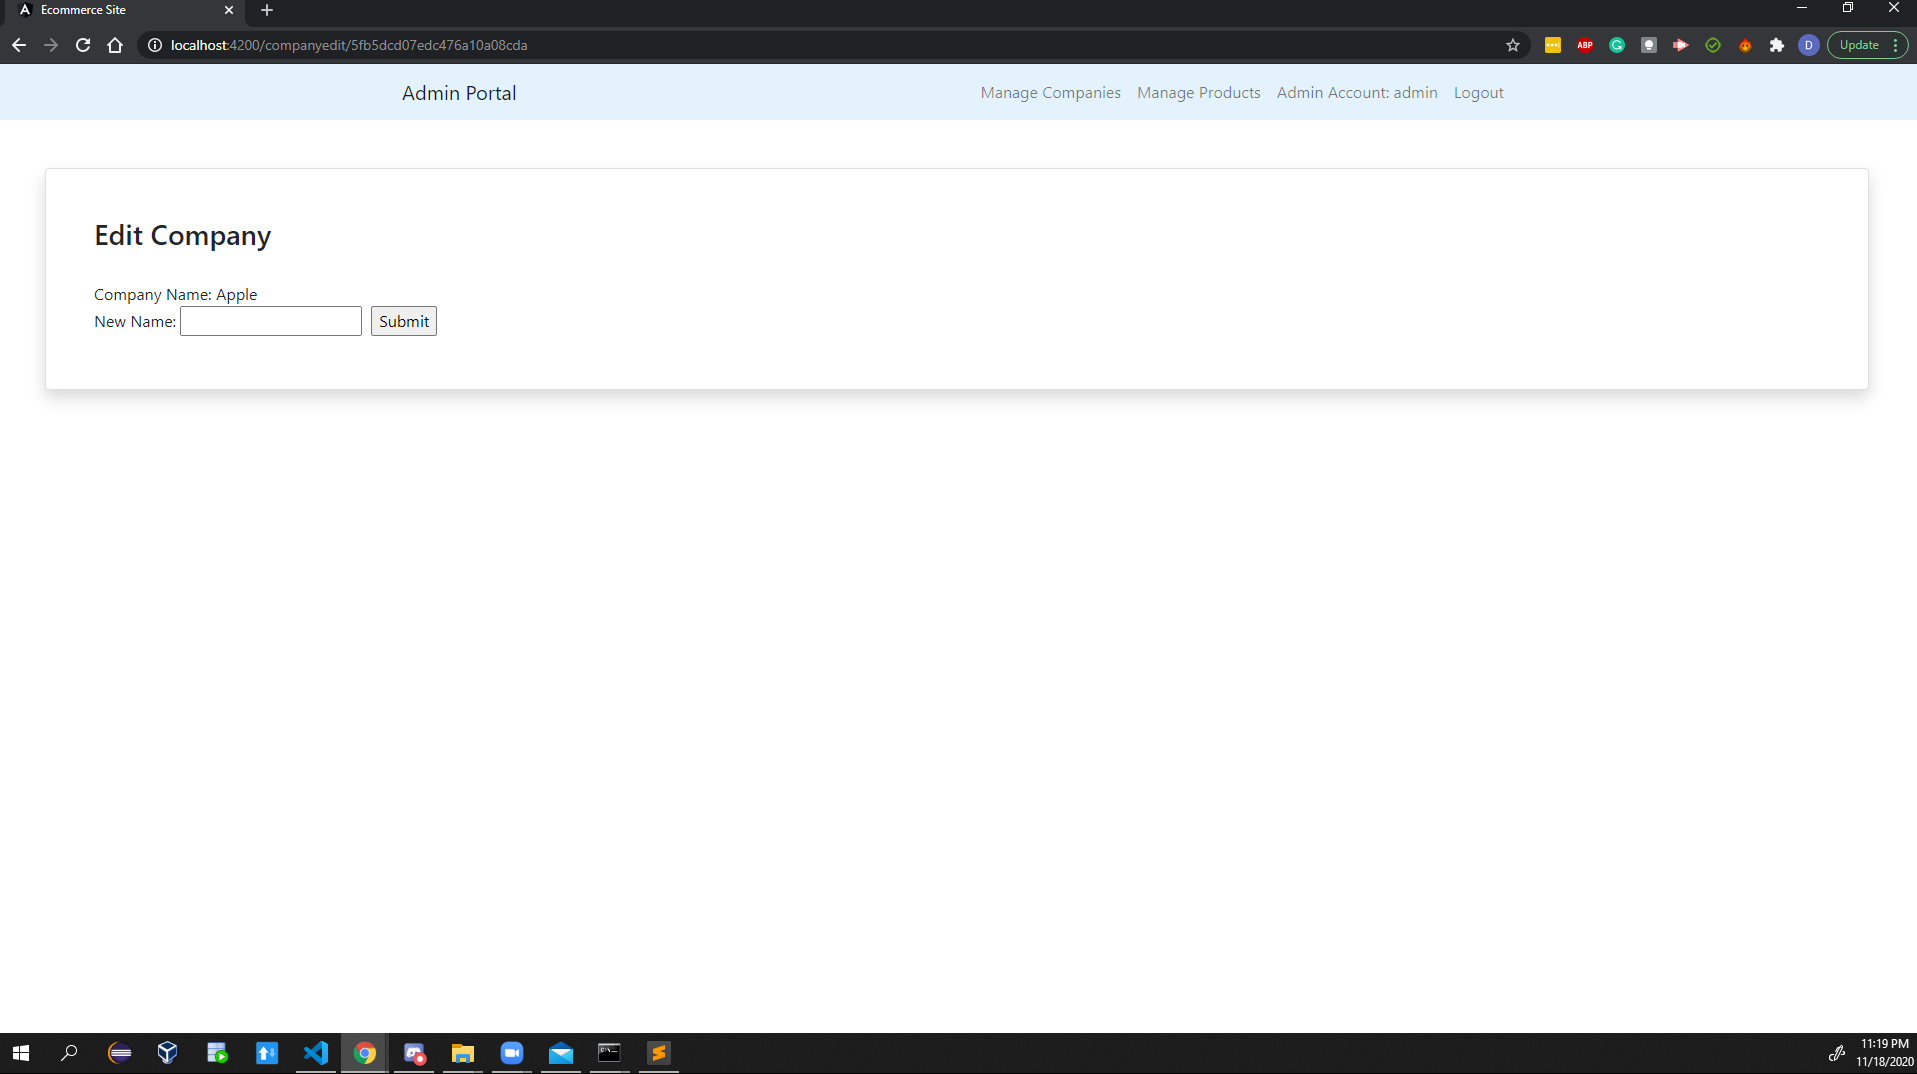 Ecommerce Site
localhost:4200/companyedit/5fb5dcd07edc476a10a08cda
ABP
D
Update
Admin Portal
Manage Companies
Manage Products
Admin Account: admin
Logout
Edit Company
Company Name: Apple
New Name:
Submit
11:19 PM
11/18/2020